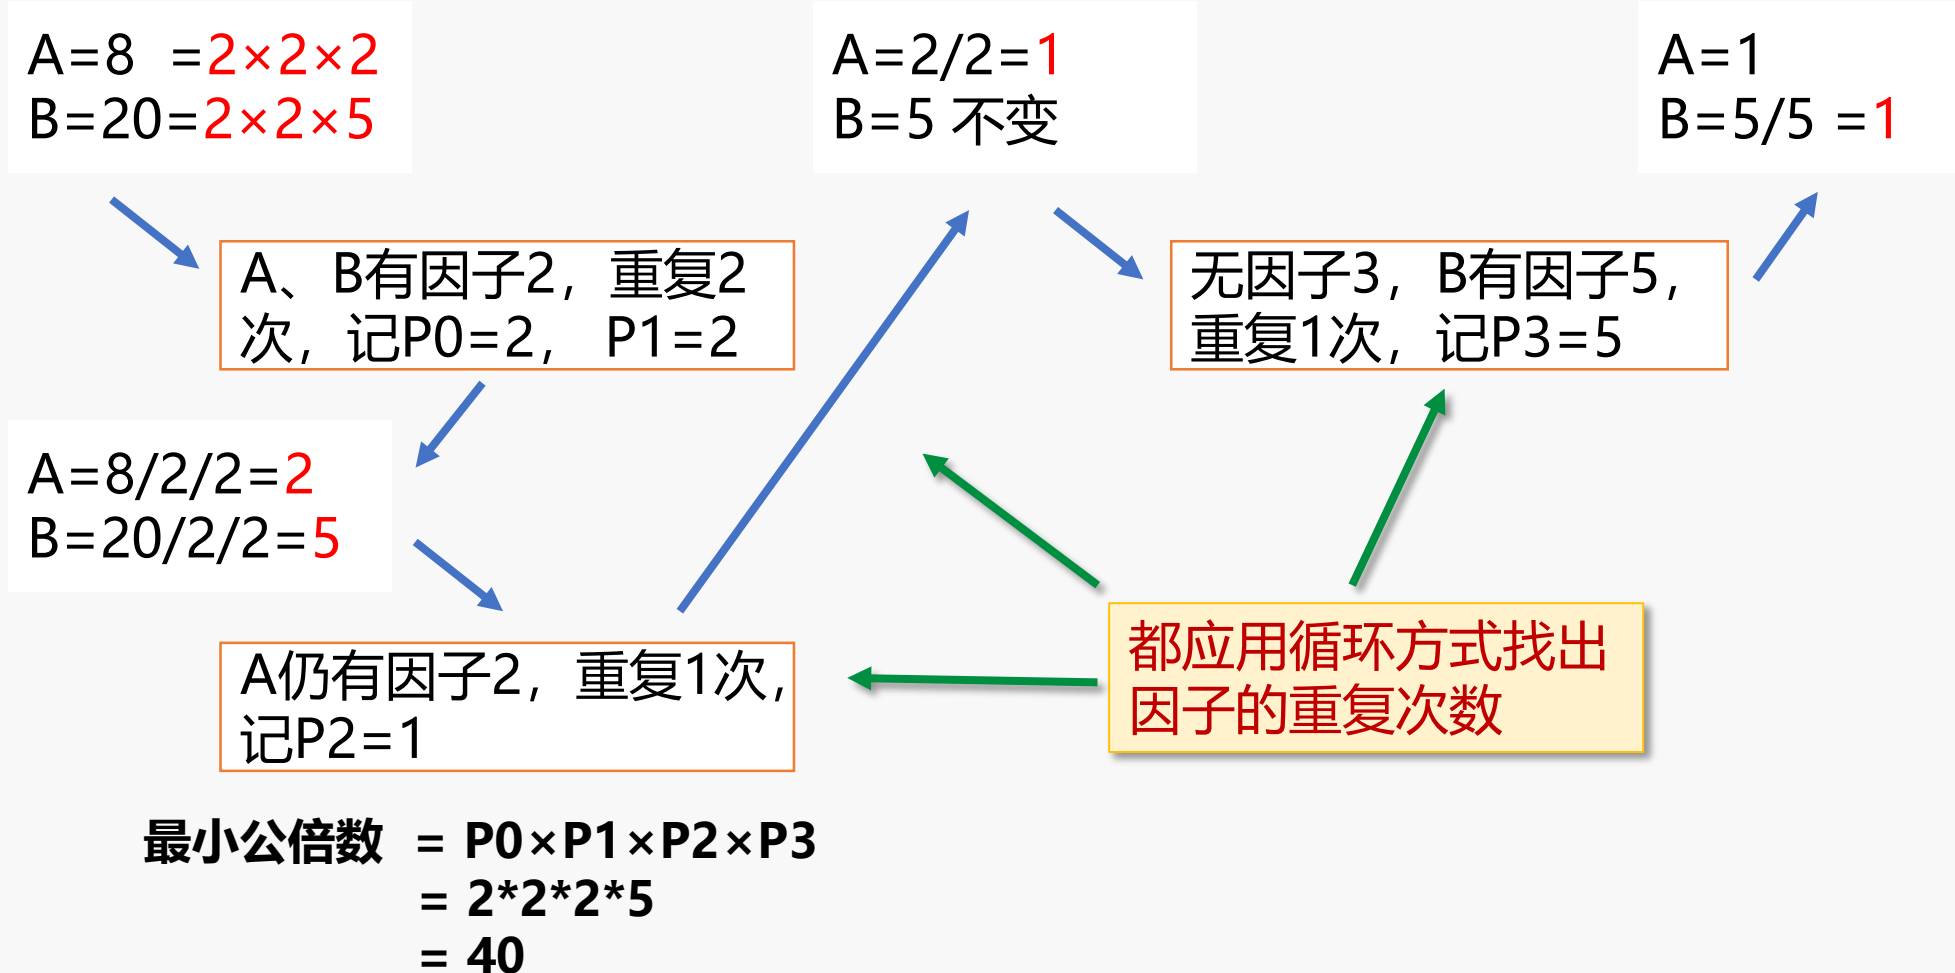 A=8 =2×2×2
B=20=2×2×5
A、B有因子2，重复2
次，记P0=2， P1=2
A=8/2/2=2
B=20/2/2=5
A仍有因子2，重复1次，
记P2=1
A=2/2=1
B=5 不变
无因子3，B有因子5，
重复1次，记P3=5
A=1
B=5/5 =1
都应用循环方式找出
因子的重复次数
最小公倍数 = P0×P1×P2×P3
= 2*2*2*5
= 40